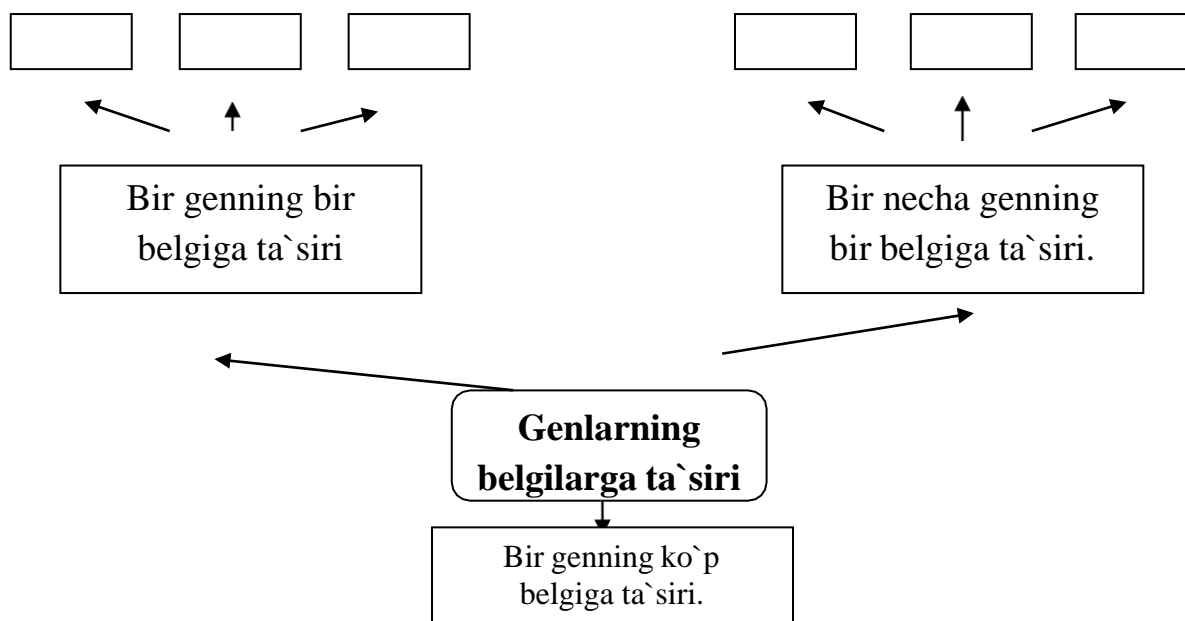 Bir genning bir
belgiga ta`siri
Bir necha genning
bir belgiga ta`siri.
Genlarning
belgilarga ta`siri
Bir genning ko`p
belgiga ta`siri.